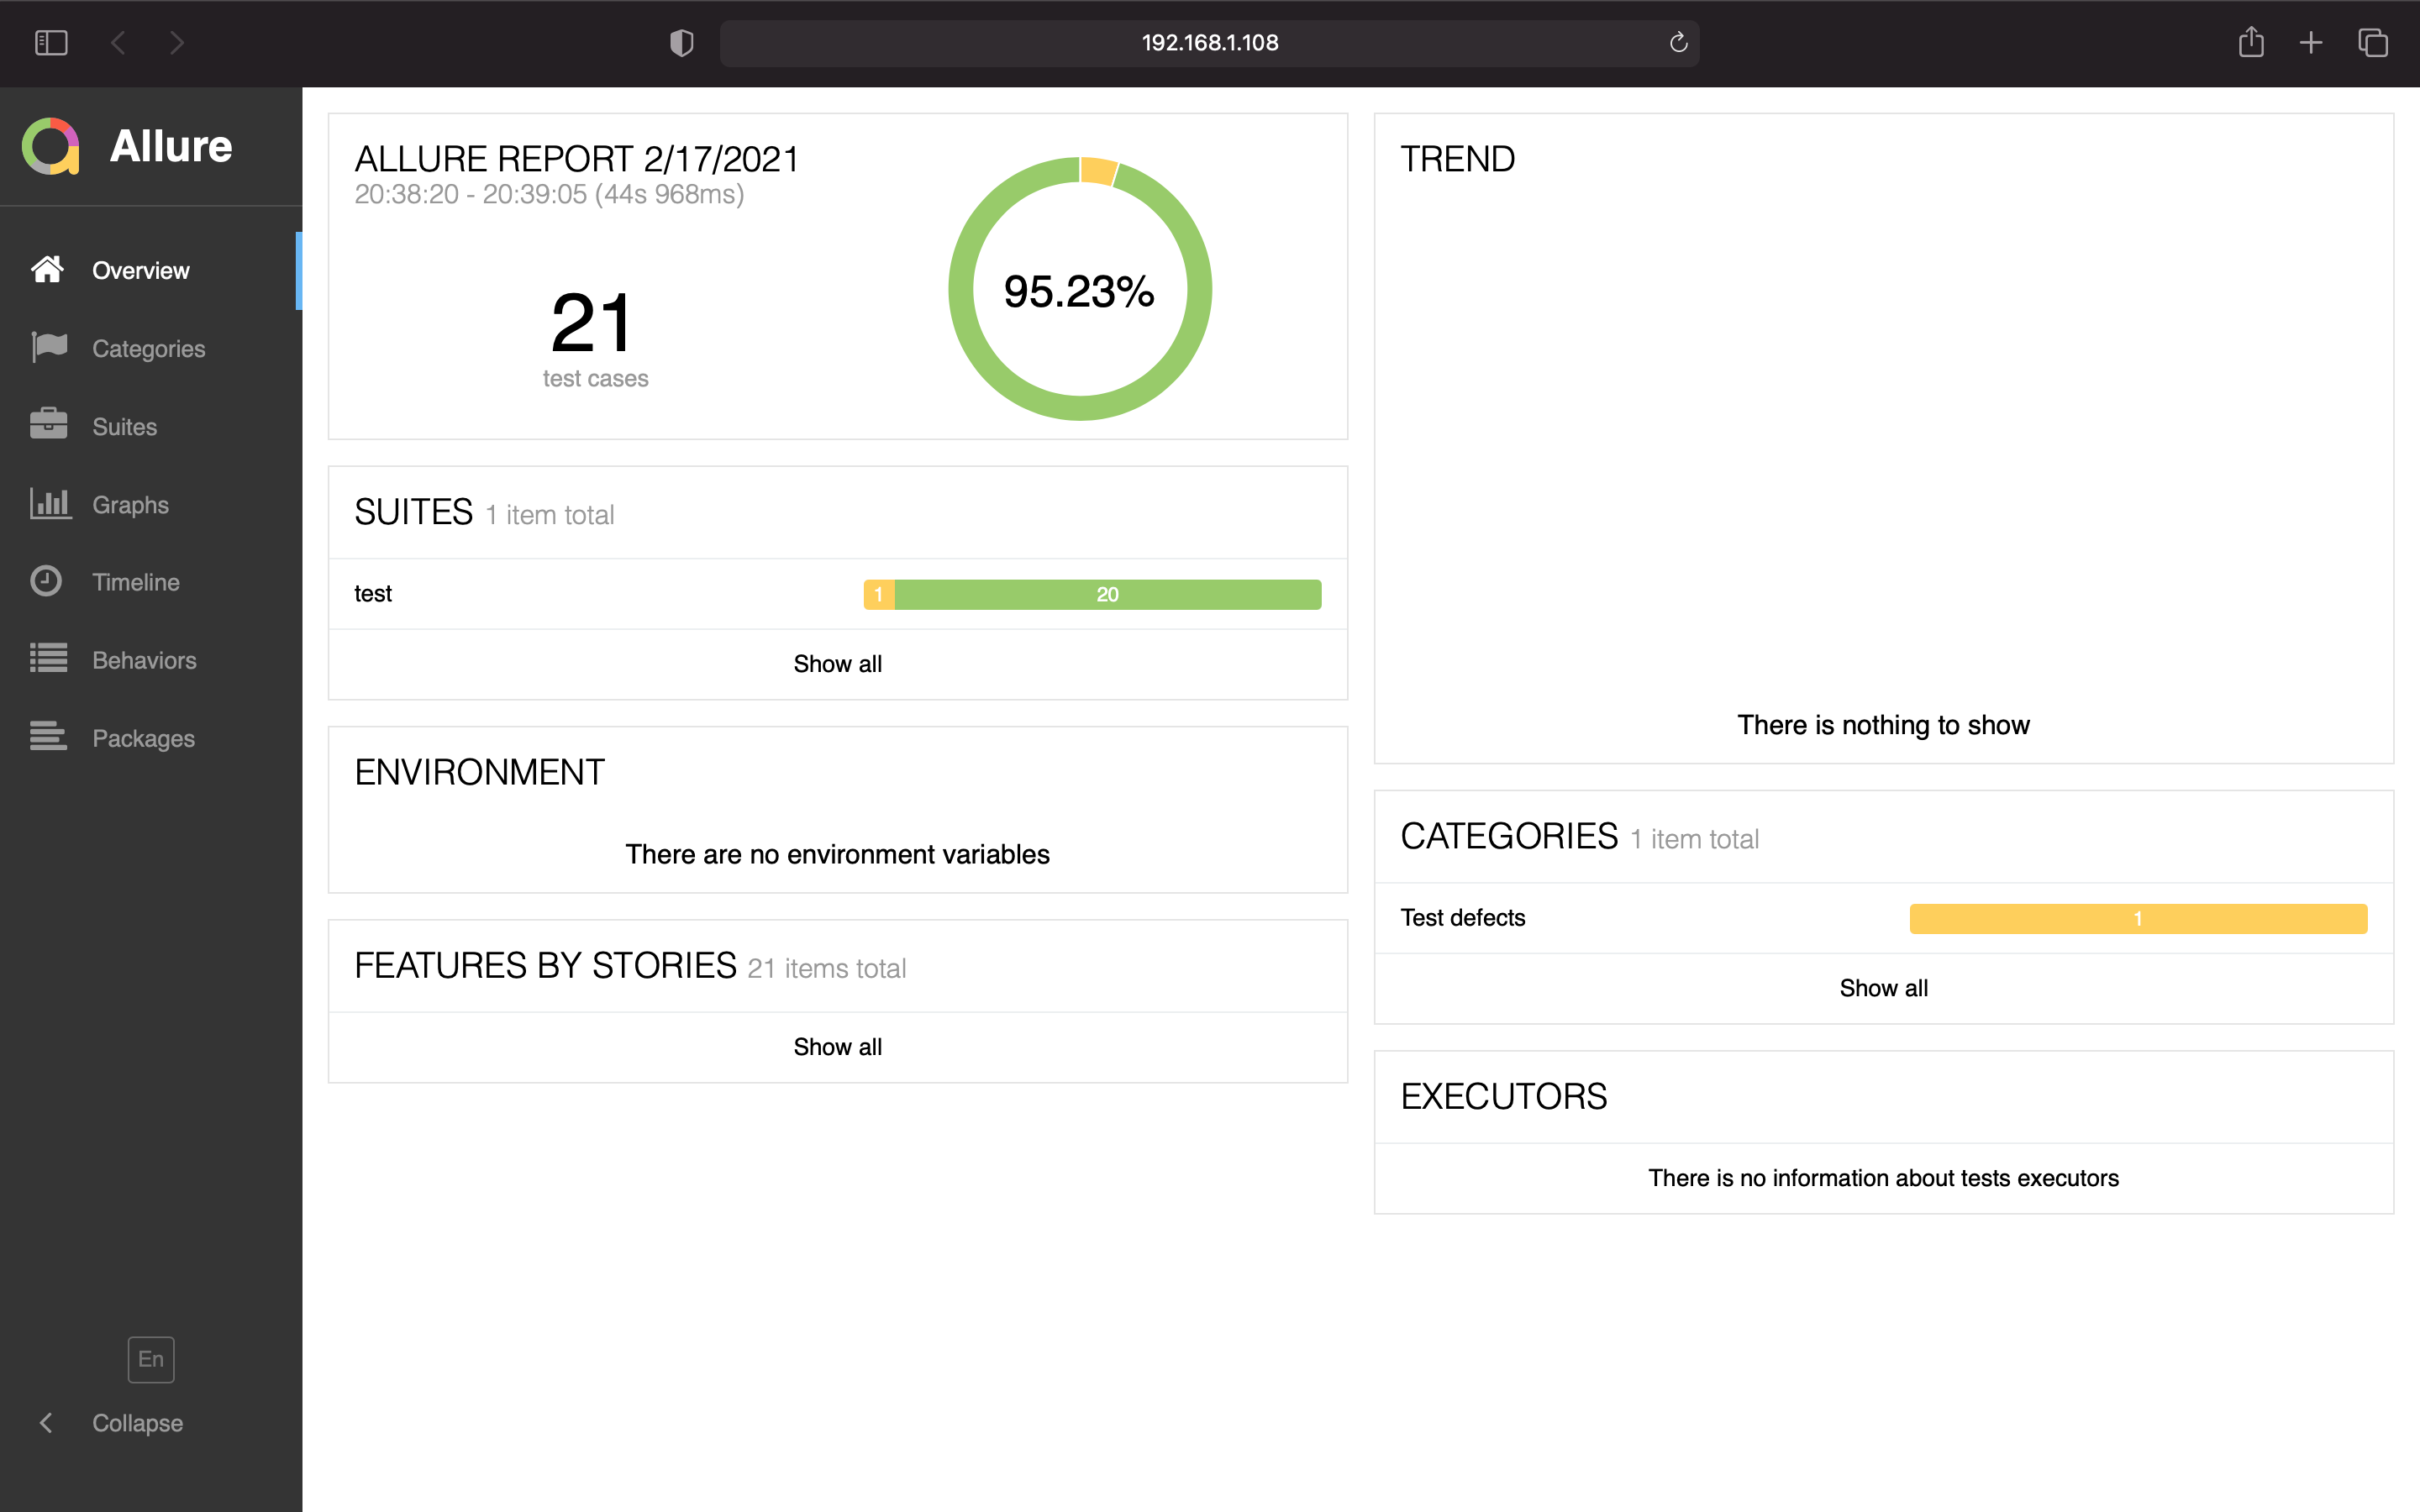 192.168.1.108
Allure
Overview
Categories
Suites
Graphs
Timeline
Behaviors
Packages
En
Collapse
ALLURE REPORT 2/17/2021
20:38:20 - 20:39:05 (44s 968ms)
21
test cases
95.23%
SUITES 1 item total
test 1 20
Show all
ENVIRONMENT
There are no environment variables
FEATURES BY STORIES 21 items total
Show all
TREND
There is nothing to show
CATEGORIES 1 item total
Test defects 1
Show all
EXECUTORS
There is no information about tests executors